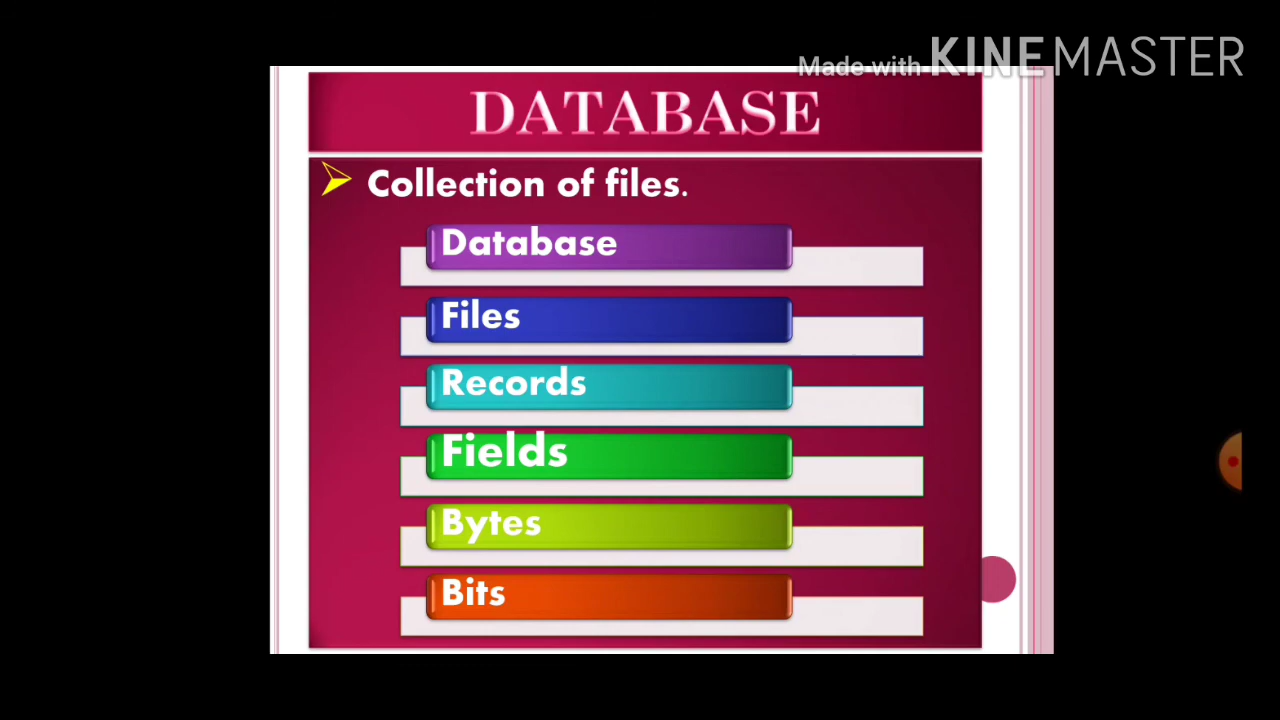 Made with KINEMASTER
DATABASE
Collection of files.
Database
Files
Records
Fields
Bytes
Bits